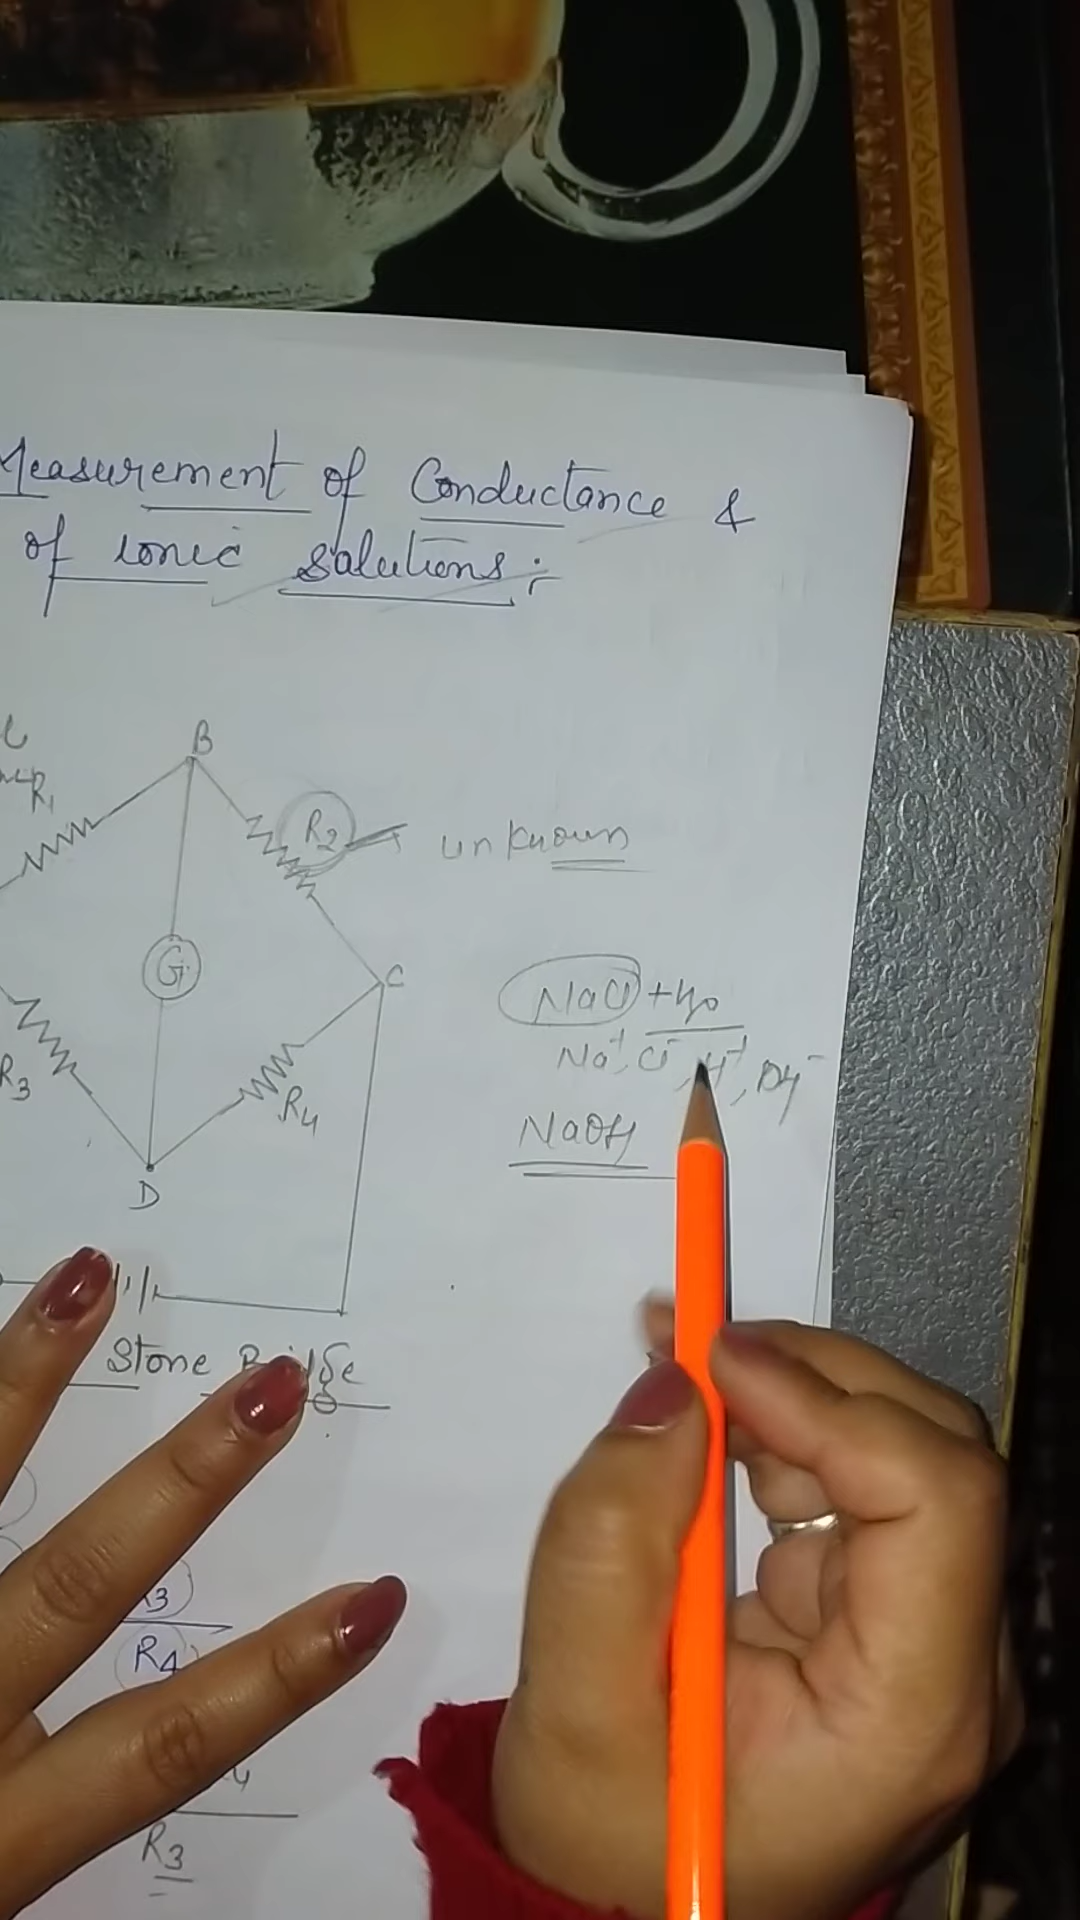 Measurement of Conductance &
of ionic Solutions :-
B
R1
R2
unknown
G
C
NaCl + H2O
Na+, Cl-, H+, OH-
R3
R4
NaOH
D
Stone Bridge
R3
R4
R3